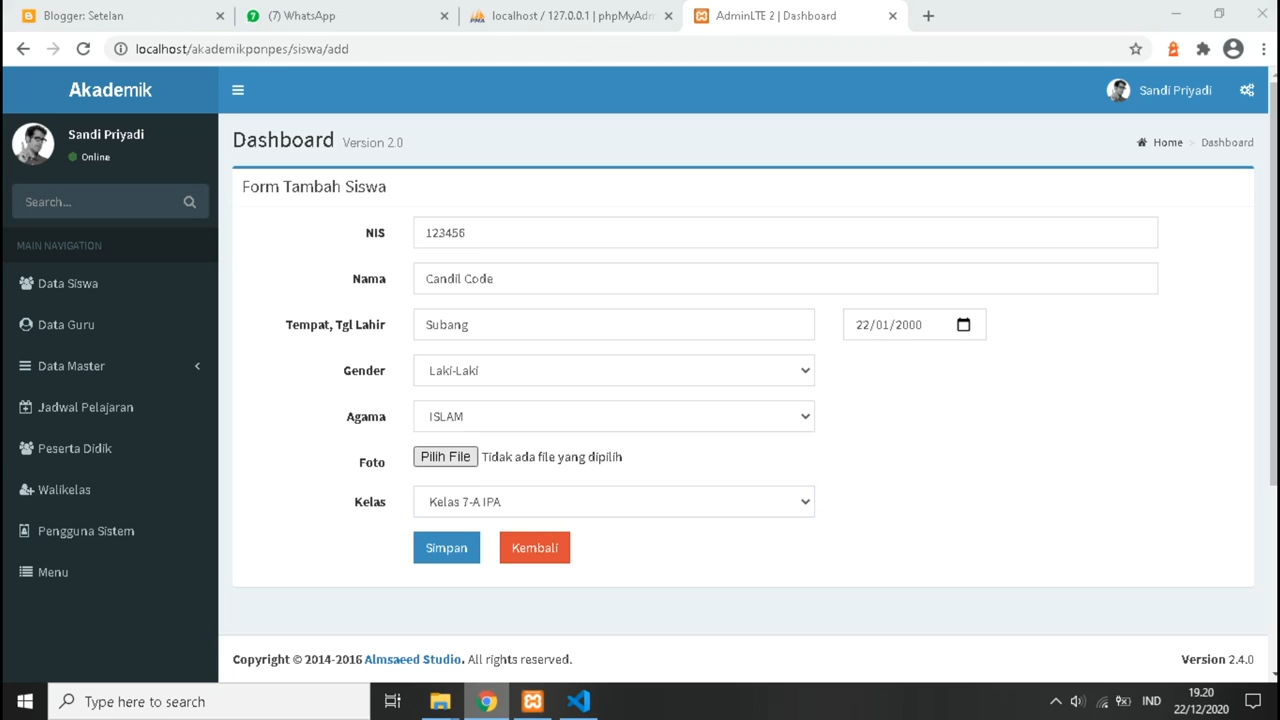 Blogger: Setelan
(7) WhatsApp
localhost / 127.0.0.1 | phpMyAdm
AdminLTE 2 | Dashboard
localhost/akademikponpes/siswa/add
Akademik
Sandi Priyadi
Sandi Priyadi
Online
Search...
MAIN NAVIGATION
Data Siswa
Data Guru
Data Master
Jadwal Pelajaran
Peserta Didik
Walikelas
Pengguna Sistem
Menu
Dashboard Version 2.0
Home > Dashboard
Form Tambah Siswa
NIS 123456
Nama Candil Code
Tempat, Tgl Lahir Subang 22/01/2000
Gender Laki-Laki
Agama ISLAM
Foto Pilih File Tidak ada file yang dipilih
Kelas Kelas 7-A IPA
Simpan Kembali
Copyright © 2014-2016 Almsaeed Studio. All rights reserved.
Version 2.4.0
Type here to search
IND
19.20
22/12/2020